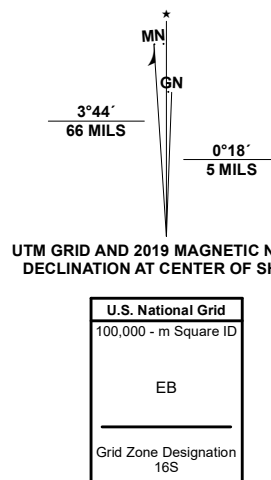 ★
MN
GN
3°44´
66 MILS
0°18´
5 MILS
UTM GRID AND 2019 MAGNETIC N
DECLINATION AT CENTER OF SH
U.S. National Grid
100,000 - m Square ID
EB
Grid Zone Designation
16S